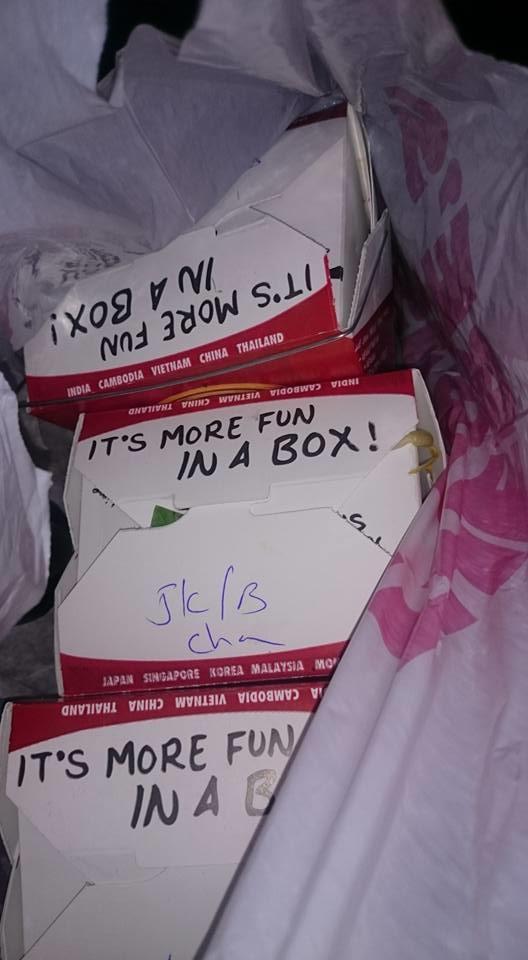 IT'S MORE FUN
IN A BOX!
INDIA CAMBODIA VIETNAM CHINA THAILAND
INDIA CAMBODIA VIETNAM CHINA THAILAND
IT'S MORE FUN
IN A BOX!
JK/B
JAPAN SINGAPORE KOREA MALAYSIA
CAMBODIA VIETNAM CHINA THAILAND
IT'S MORE FUN
IN A